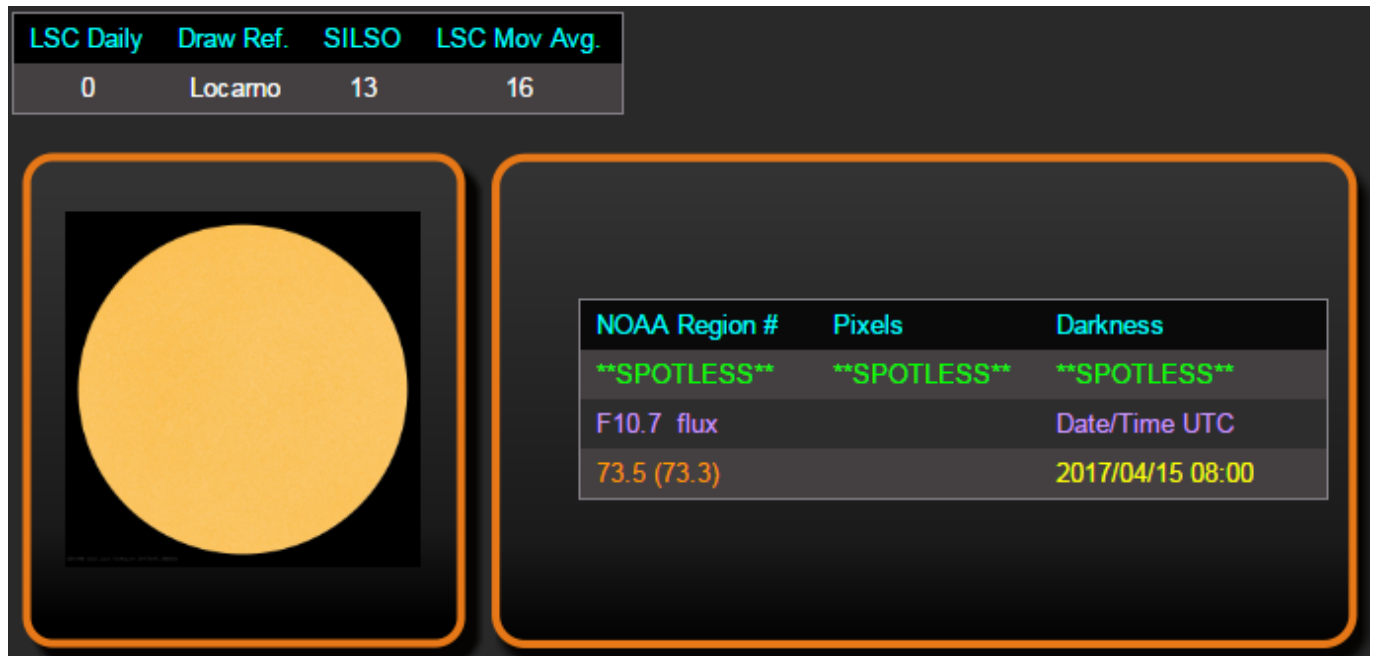 LSC Daily Draw Ref. SILSO LSC Mov Avg.
0 Locarno 13 16
NOAA Region # Pixels Darkness
**SPOTLESS** **SPOTLESS** **SPOTLESS**
F10.7 flux Date/Time UTC
73.5 (73.3) 2017/04/15 08:00